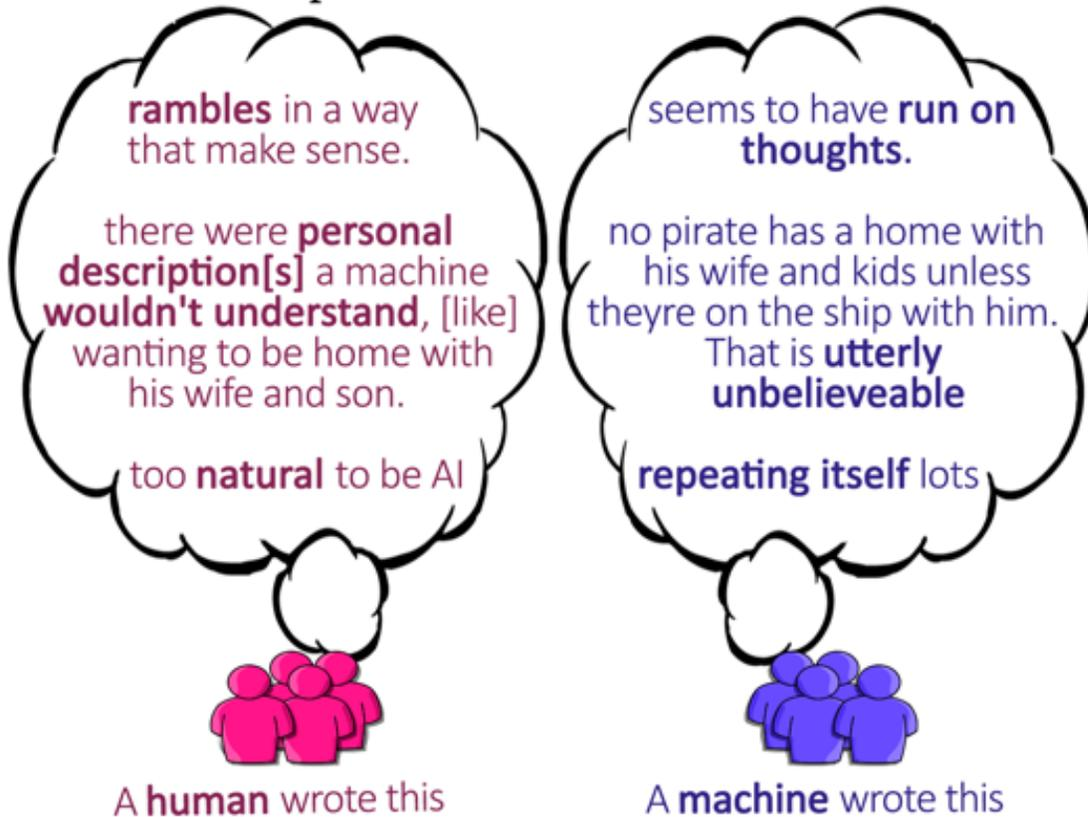 rambles in a way
that make sense.
there were personal
description[s] a machine
wouldn't understand, [like]
wanting to be home with
his wife and son.
too natural to be AI
A human wrote this
seems to have run on
thoughts.
no pirate has a home with
his wife and kids unless
theyre on the ship with him.
That is utterly
unbelieveable
repeating itself lots
A machine wrote this